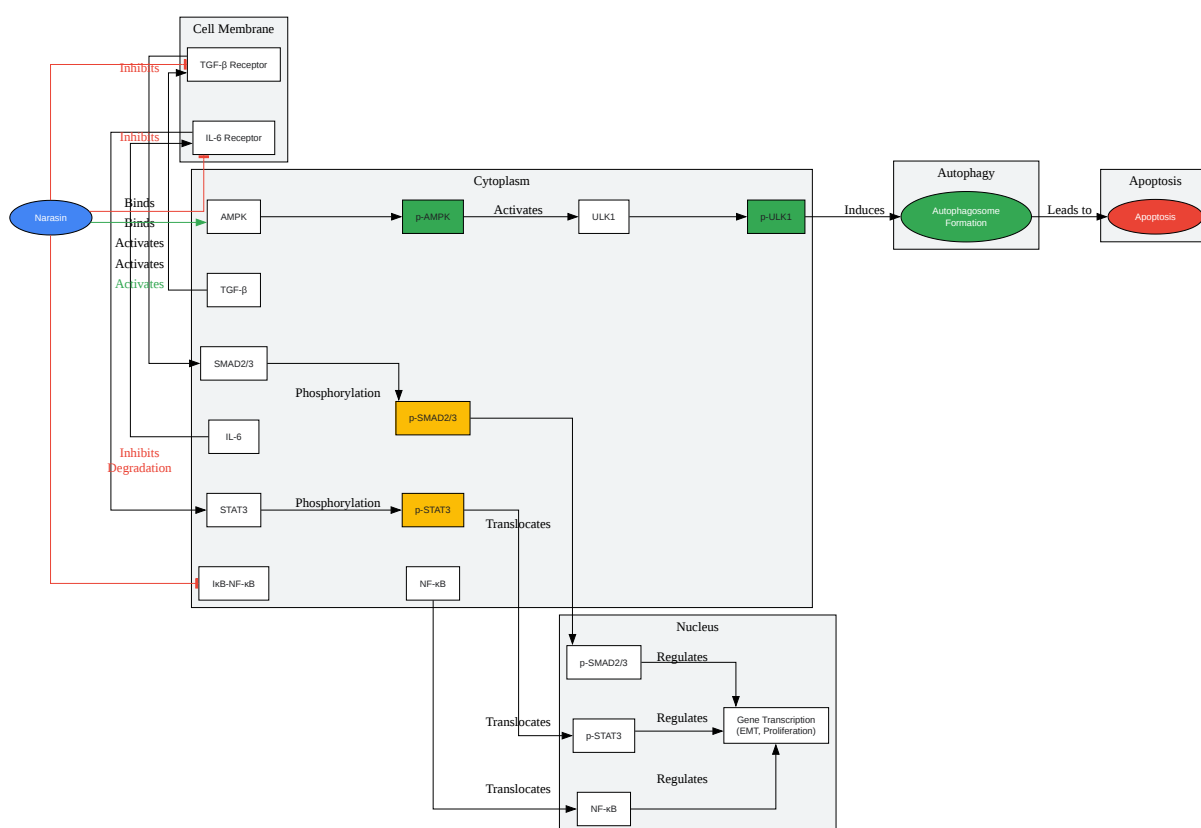 Cell Membrane
TGF-β Receptor
Inhibits
IL-6 Receptor
Inhibits
Cytoplasm
Autophagy
Apoptosis
Narasin
Binds
Binds
Activates
Activates
Activates
AMPK
p-AMPK
Activates
ULK1
p-ULK1
Induces
Autophagosome
Formation
Leads to
Apoptosis
TGF-β
SMAD2/3
Phosphorylation
p-SMAD2/3
IL-6
Inhibits
Degradation
STAT3
Phosphorylation
p-STAT3
Translocates
IκB-NF-κB
NF-κB
Nucleus
p-SMAD2/3
Regulates
Translocates
p-STAT3
Regulates
Gene Transcription
(EMT, Proliferation)
Translocates
NF-κB
Regulates